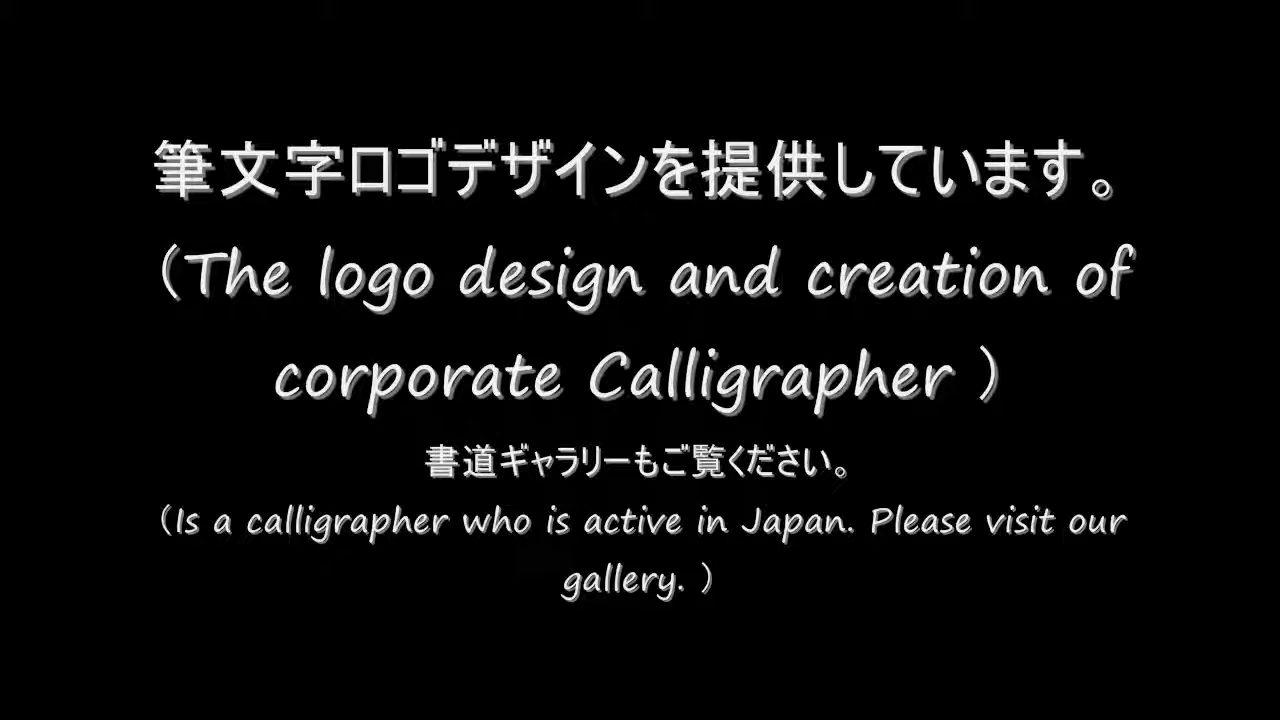 筆文字ロゴデザインを提供しています。
（The logo design and creation of
corporate Calligrapher ）
書道ギャラリーもご覧ください。
（Is a calligrapher who is active in Japan. Please visit our
gallery. ）